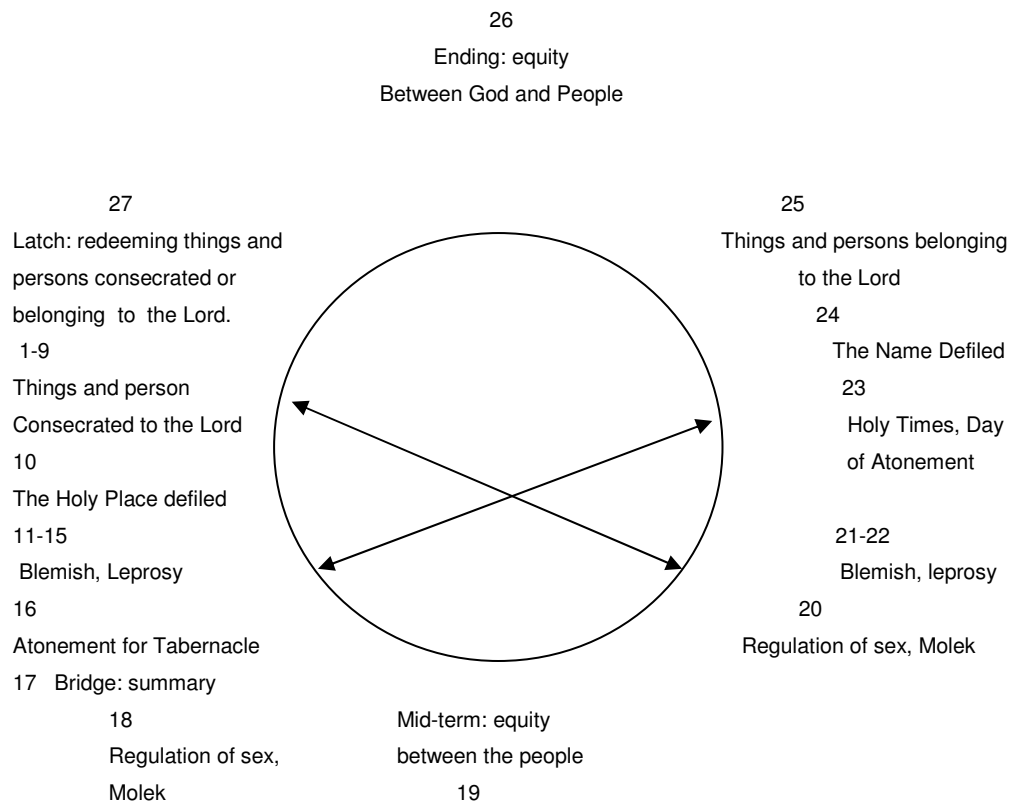 26
Ending: equity
Between God and People
27
Latch: redeeming things and
persons consecrated or
belonging to the Lord.
1-9
Things and person
Consecrated to the Lord
10
The Holy Place defiled
11-15
Blemish, Leprosy
16
Atonement for Tabernacle
17 Bridge: summary
18
Regulation of sex,
Molek
Mid-term: equity
between the people
19
25
Things and persons belonging
to the Lord
24
The Name Defiled
23
Holy Times, Day
of Atonement
21-22
Blemish, leprosy
20
Regulation of sex, Molek